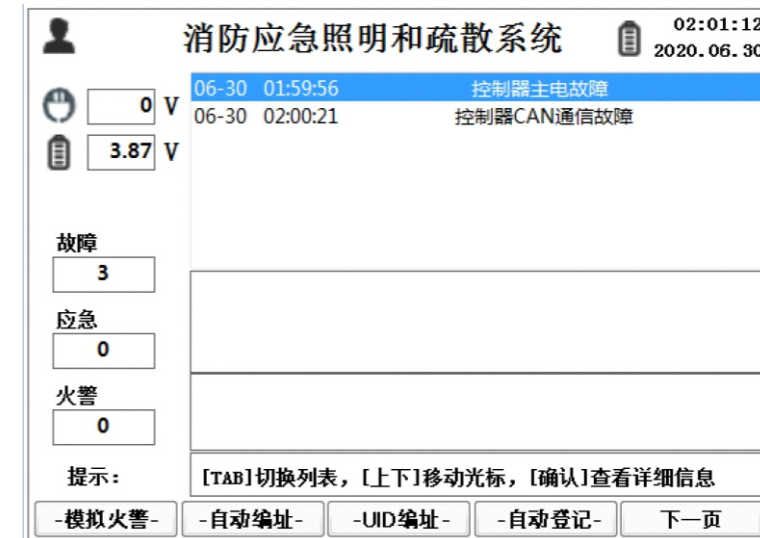 消防应急照明和疏散系统
02:01:12
2020.06.30
0 V
3.87 V
06-30 01:59:56 控制器主电故障
06-30 02:00:21 控制器CAN通信故障
故障
3
应急
0
火警
0
提示: [TAB]切换列表，[上下]移动光标，[确认]查看详细信息
-模拟火警- -自动编址- -UID编址- -自动登记- 下一页